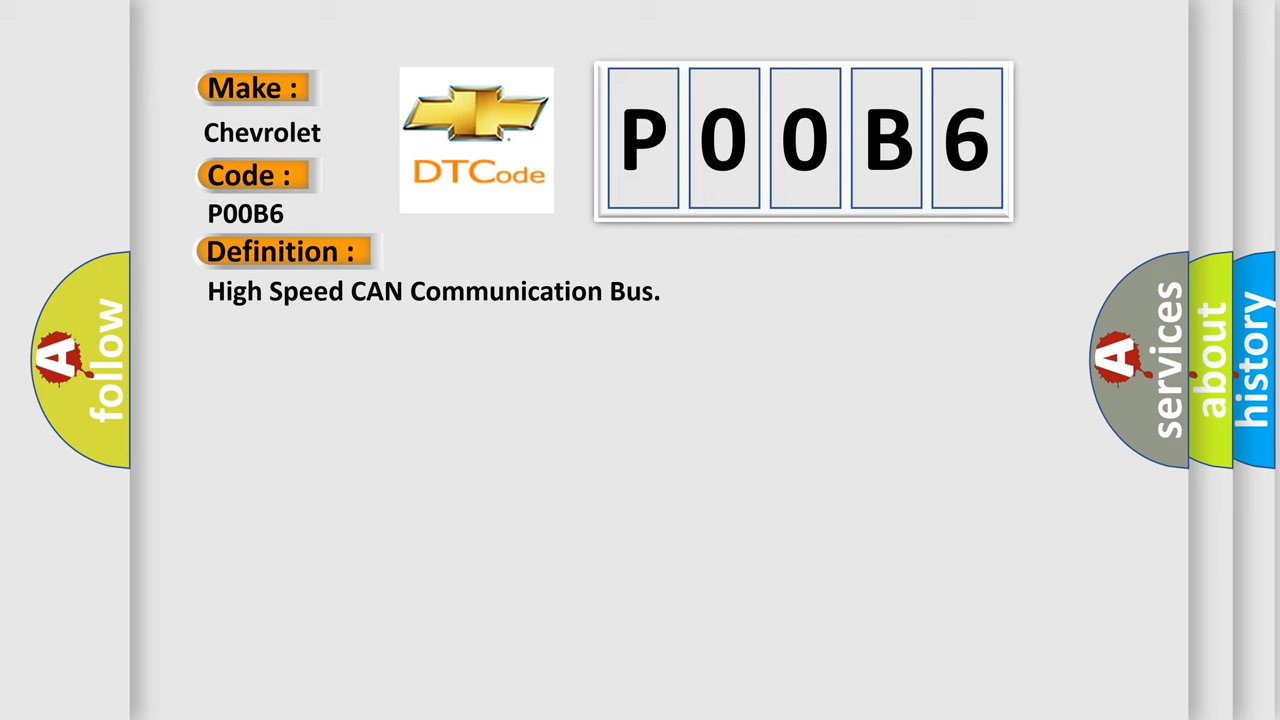 Make :
Chevrolet
Code :
P00B6
Definition :
High Speed CAN Communication Bus.
DTCode
P 0 0 B 6
A follow
A services
about
history